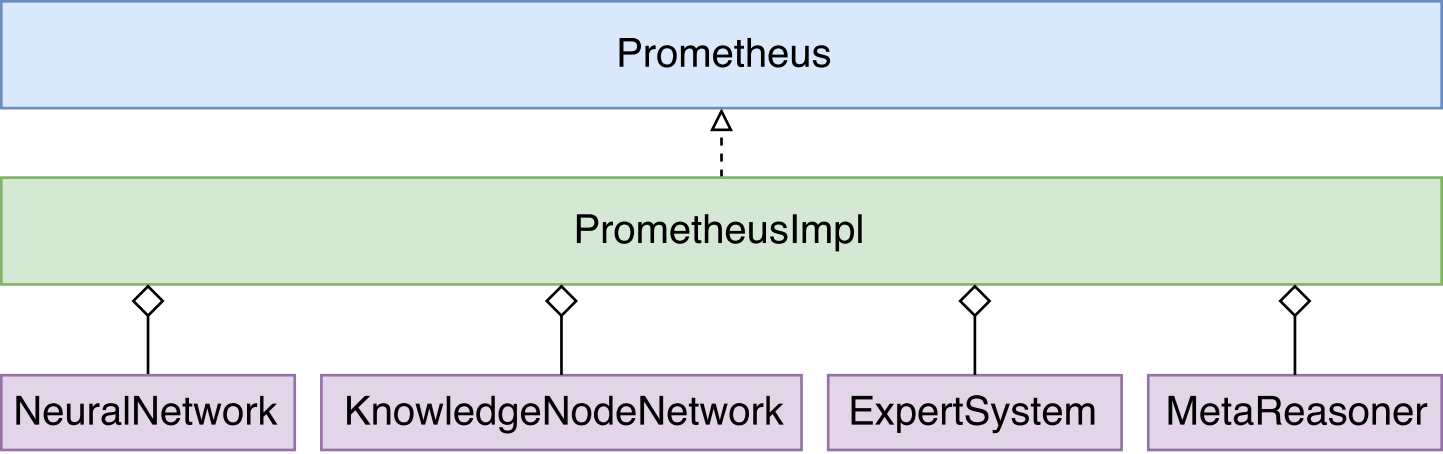 Prometheus
PrometheusImpl
NeuralNetwork
KnowledgeNodeNetwork
ExpertSystem
MetaReasoner